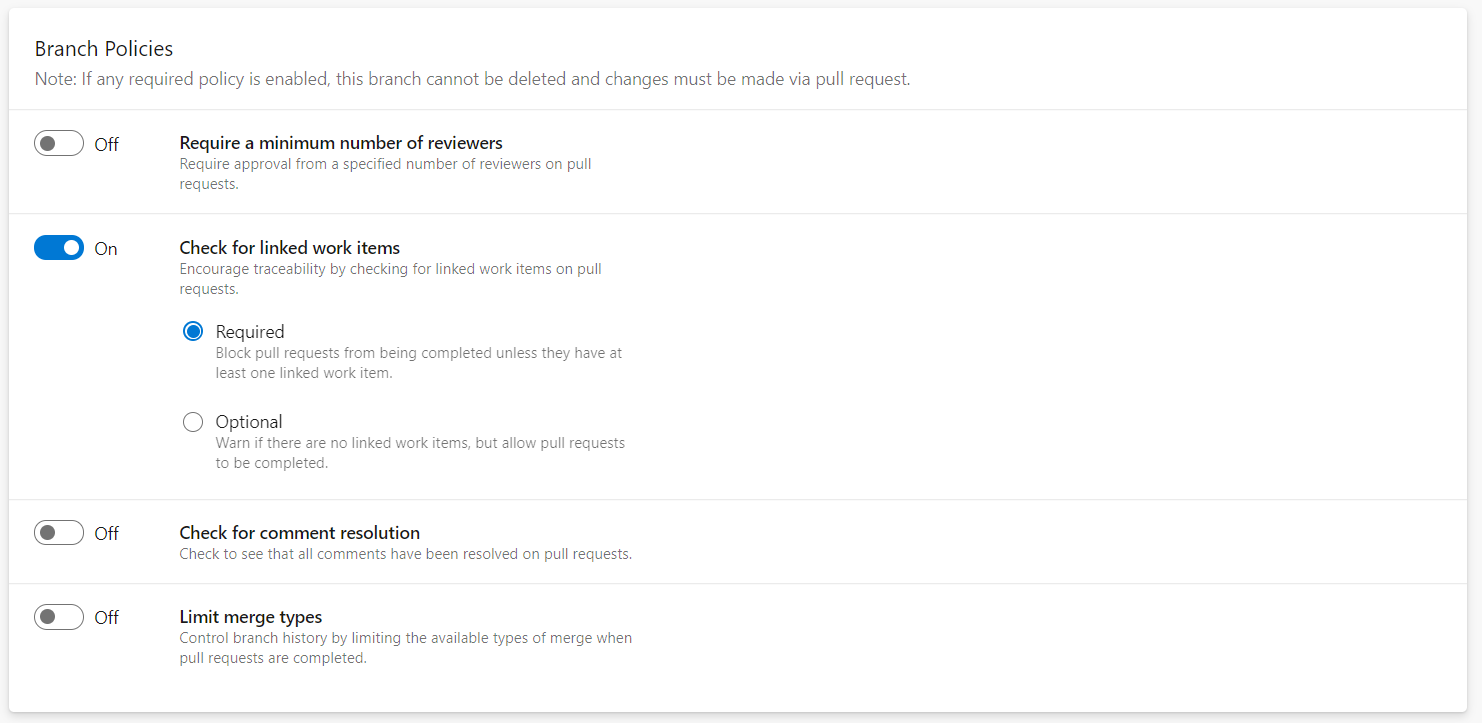 Branch Policies
Note: If any required policy is enabled, this branch cannot be deleted and changes must be made via pull request.
Off
Require a minimum number of reviewers
Require approval from a specified number of reviewers on pull
requests.
On
Check for linked work items
Encourage traceability by checking for linked work items on pull
requests.
Required
Block pull requests from being completed unless they have at
least one linked work item.
Optional
Warn if there are no linked work items, but allow pull requests
to be completed.
Off
Check for comment resolution
Check to see that all comments have been resolved on pull requests.
Off
Limit merge types
Control branch history by limiting the available types of merge when
pull requests are completed.